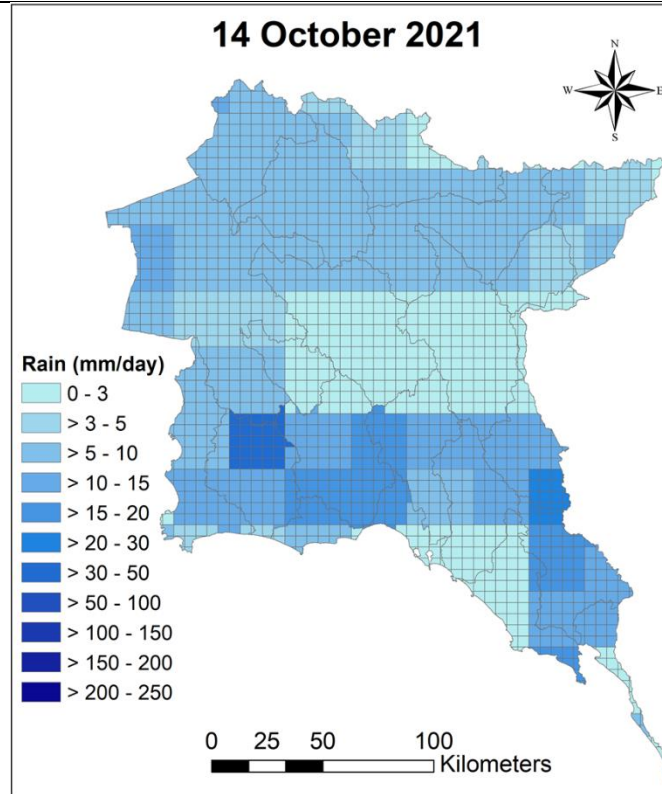 14 October 2021
N
W E
S
Rain (mm/day)
0 - 3
> 3 - 5
> 5 - 10
> 10 - 15
> 15 - 20
> 20 - 30
> 30 - 50
> 50 - 100
> 100 - 150
> 150 - 200
> 200 - 250
0 25 50 100
Kilometers